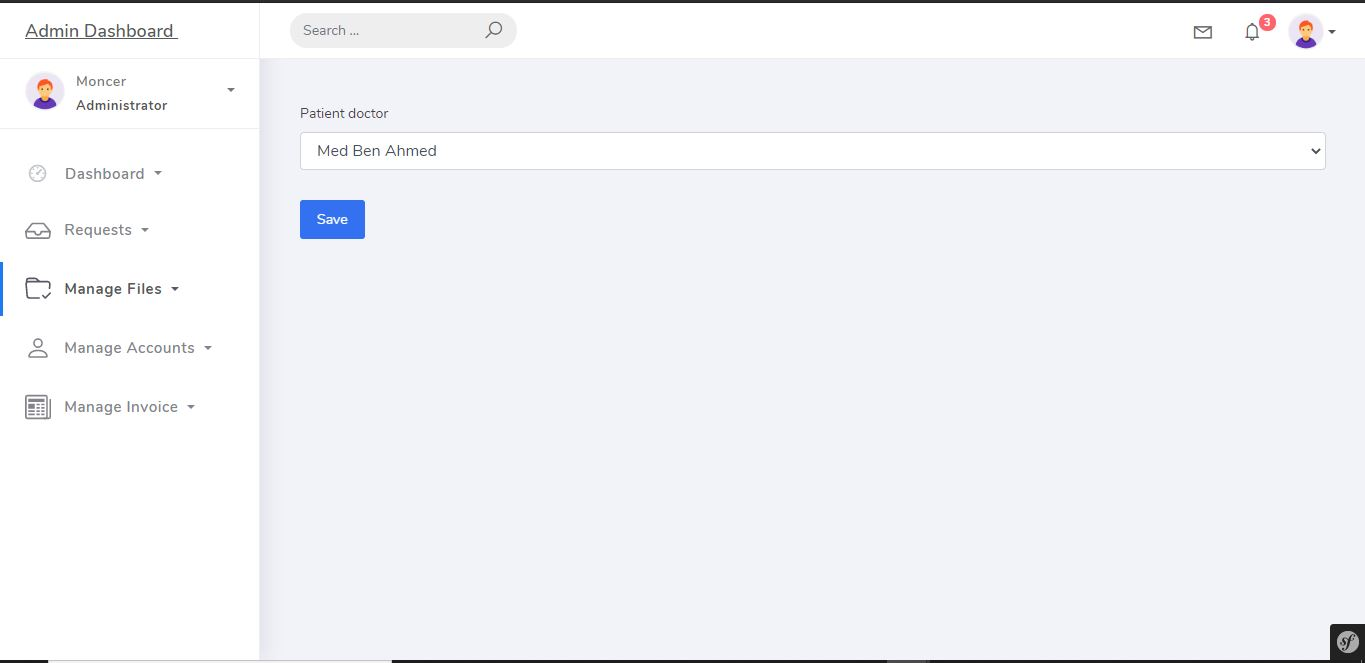 Admin Dashboard
Search ...
3
Moncer
Administrator
Dashboard
Requests
Manage Files
Manage Accounts
Manage Invoice
Patient doctor
Med Ben Ahmed
Save
sf